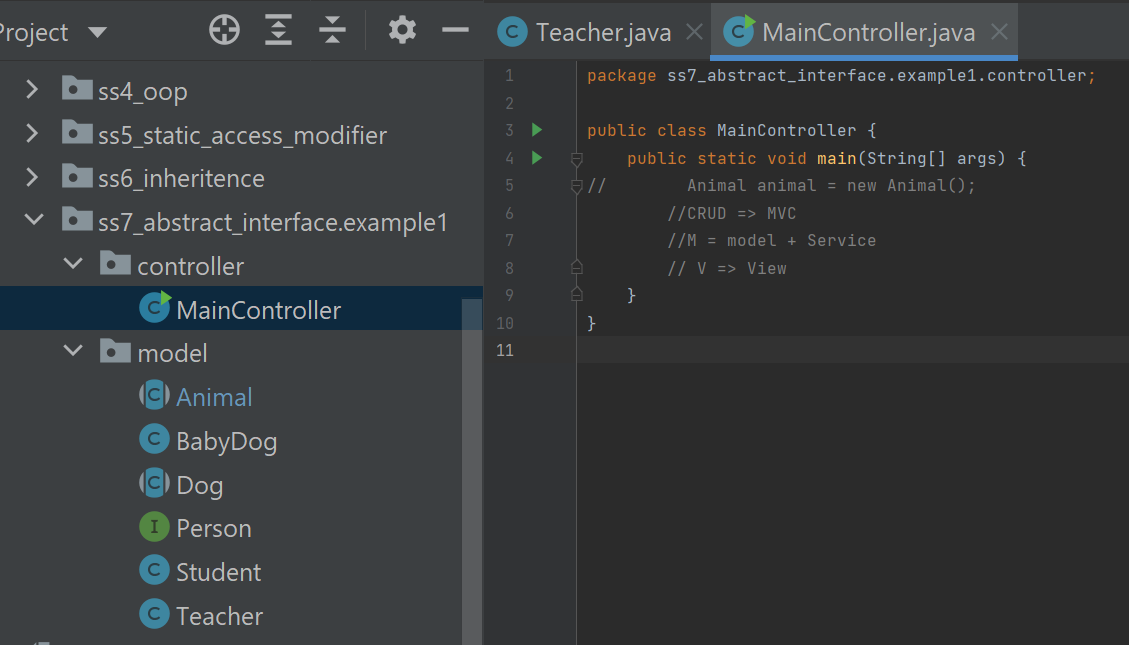 Project
ss4_oop
ss5_static_access_modifier
ss6_inheritence
ss7_abstract_interface.example1
controller
C MainController
model
C Animal
C BabyDog
C Dog
I Person
C Student
C Teacher
C Teacher.java
C MainController.java
1 package ss7_abstract_interface.example1.controller;
2
3 public class MainController {
4 public static void main(String[] args) {
5 // Animal animal = new Animal();
6 //CRUD => MVC
7 //M = model + Service
8 // V => View
9 }
10 }
11